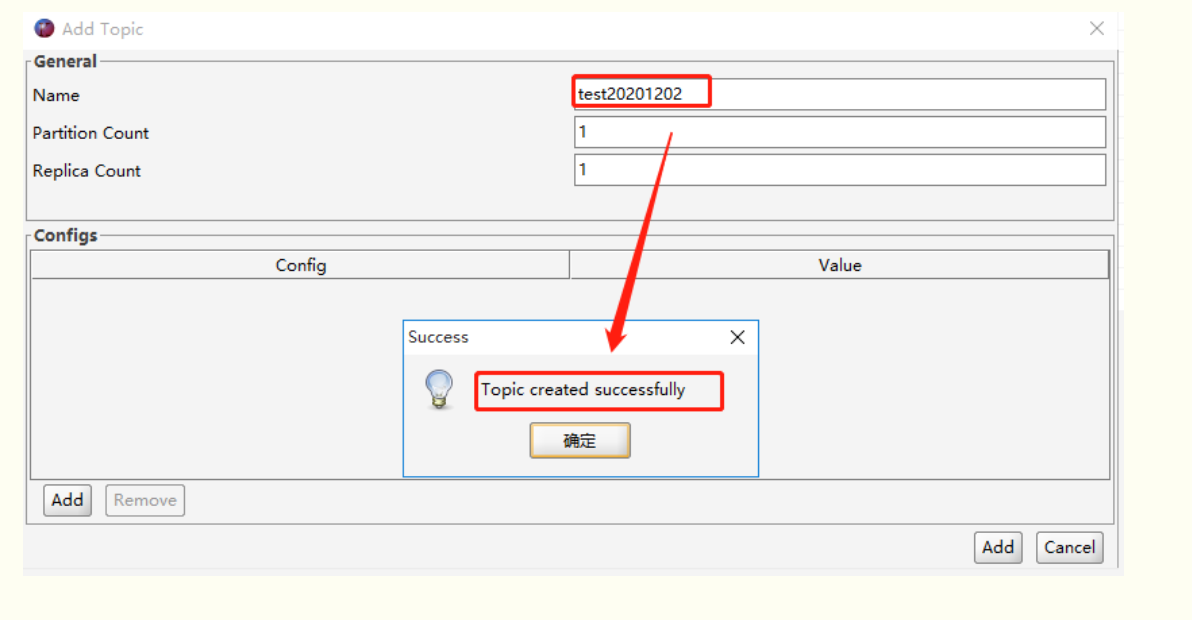 Add Topic
General
Name
test20201202
Partition Count
1
Replica Count
1
Configs
Config
Value
Success
Topic created successfully
确定
Add
Remove
Add
Cancel